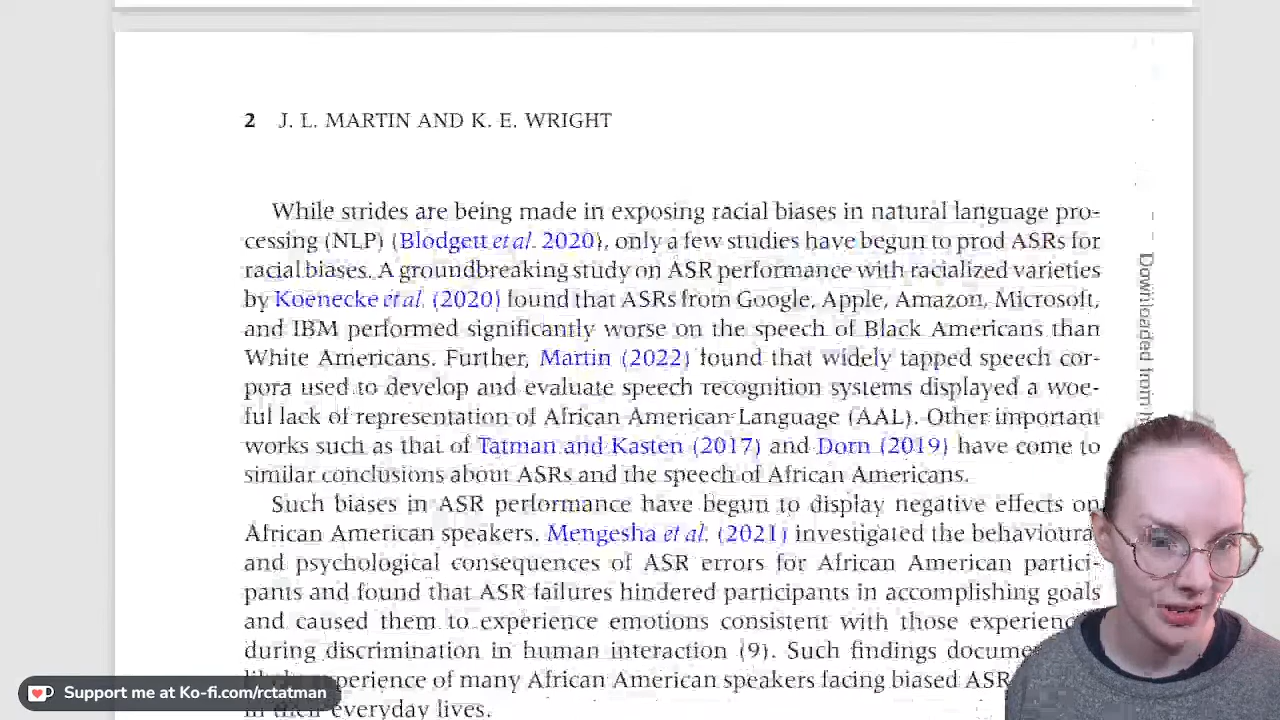 2 J. L. MARTIN AND K. E. WRIGHT
While strides are being made in exposing racial biases in natural language pro-
cessing (NLP) (Blodgett et al. 2020), only a few studies have begun to prod ASRs for
racial biases. A groundbreaking study on ASR performance with racialized varieties
by Koenecke et al. (2020) found that ASRs from Google, Apple, Amazon, Microsoft,
and IBM performed significantly worse on the speech of Black Americans than
White Americans. Further, Martin (2022) found that widely tapped speech cor-
pora used to develop and evaluate speech recognition systems displayed a woe-
ful lack of representation of African American Language (AAL). Other important
works such as that of Tatman and Kasten (2017) and Dorn (2019) have come to
similar conclusions about ASRs and the speech of African Americans.
Such biases in ASR performance have begun to display negative effects on
African American speakers. Mengesha et al. (2021) investigated the behavioura
and psychological consequences of ASR errors for African American partici-
pants and found that ASR failures hindered participants in accomplishing goals
and caused them to experience emotions consistent with those experienc
during discrimination in human interaction (9). Such findings docume
experience of many African American speakers facing biased ASR
in their everyday lives.
Downloaded from
Support me at Ko-fi.com/rctatman